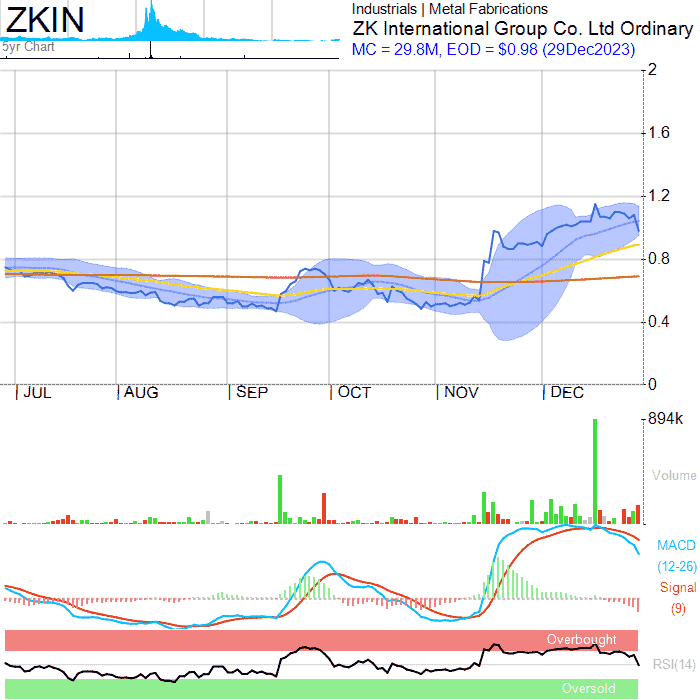 ZKIN
5yr Chart
Industrials | Metal Fabrications
ZK International Group Co. Ltd Ordinary
MC = 29.8M, EOD = $0.98 (29Dec2023)
2
1.6
1.2
0.8
0.4
0
JUL AUG SEP OCT NOV DEC
894k
Volume
MACD
(12-26)
Signal
(9)
Overbought
RSI(14)
Oversold